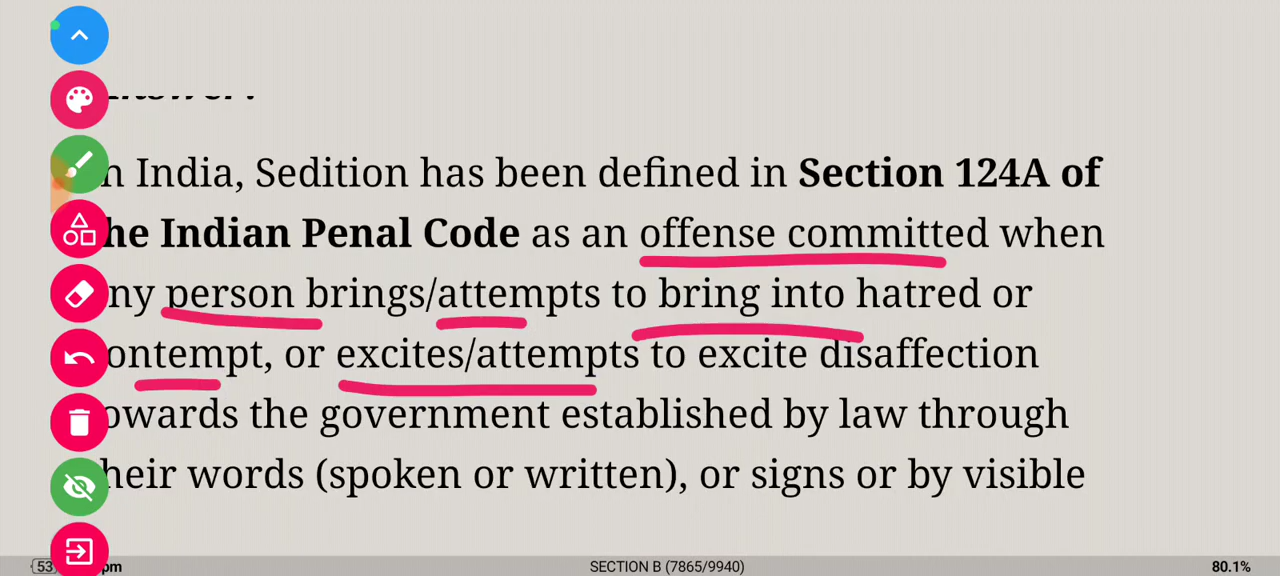 In India, Sedition has been defined in Section 124A of
the Indian Penal Code as an offense committed when
any person brings/attempts to bring into hatred or
contempt, or excites/attempts to excite disaffection
towards the government established by law through
their words (spoken or written), or signs or by visible
53 pm SECTION B (7865/9940) 80.1%